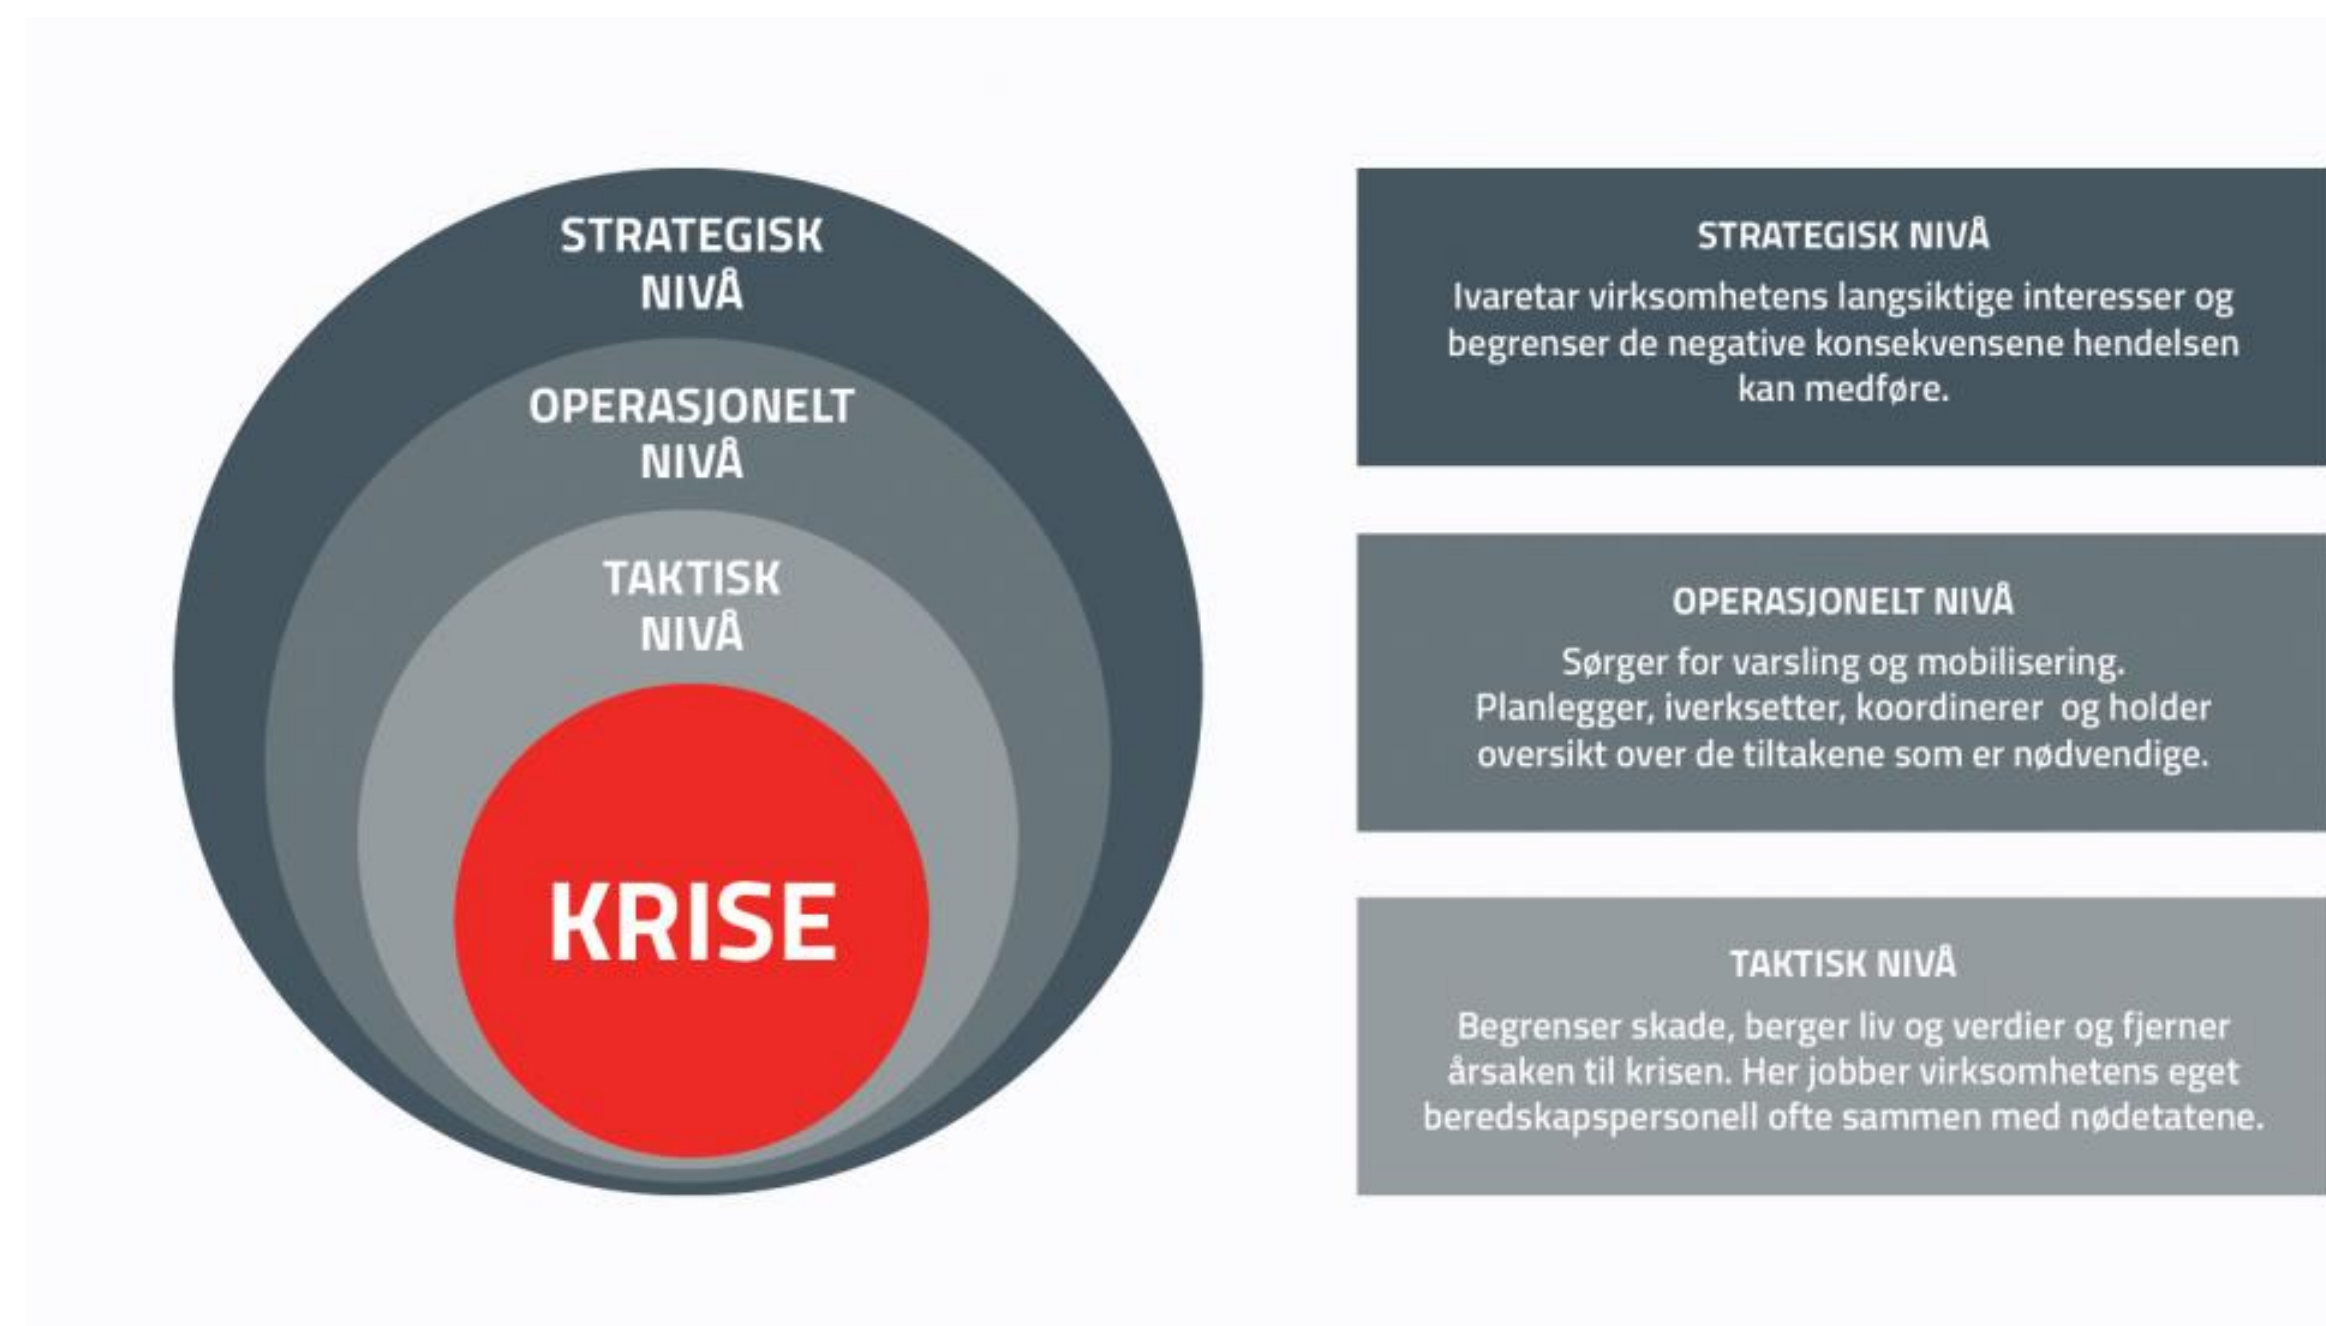 STRATEGISK
NIVÅ
OPERASJONELT
NIVÅ
TAKTISK
NIVÅ
KRISE
STRATEGISK NIVÅ
Ivaretar virksomhetens langsiktige interesser og
begrenser de negative konsekvensene hendelsen
kan medføre.
OPERASJONELT NIVÅ
Sørger for varsling og mobilisering.
Planlegger, iverksetter, koordinerer  og holder
oversikt over de tiltakene som er nødvendige.
TAKTISK NIVÅ
Begrenser skade, berger liv og verdier og fjerner
årsaken til krisen. Her jobber virksomhetens eget
beredskapspersonell ofte sammen med nødetatene.